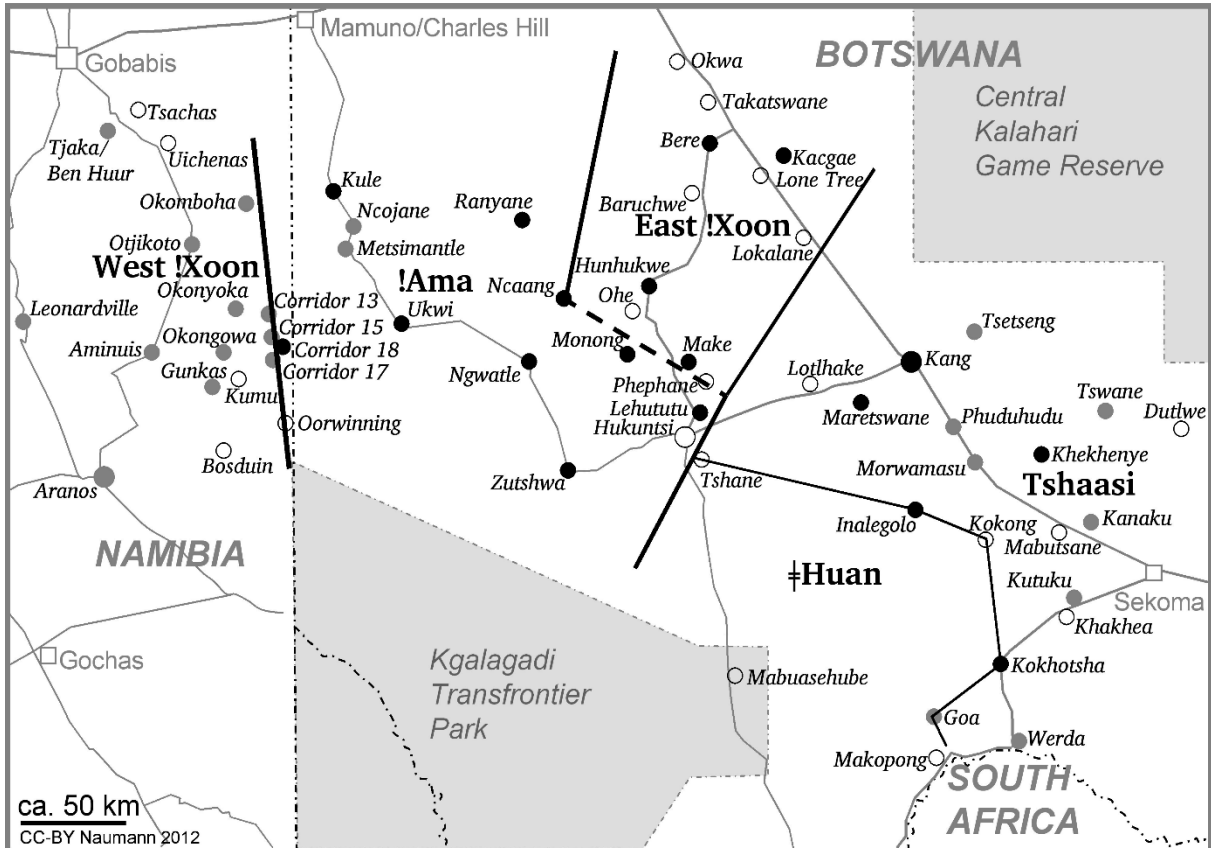 Mamuno/Charles Hill
Gobabis
BOTSWANA
Okwa
Central
Kalahari
Game Reserve
Tsachas
Takatswane
Tjaka/
Ben Huur
Uichenas
Bere
Kacgae
Lone Tree
Kule
Okomboha
Ranyane
Baruchwe
Ncojane
East !Xoon
Otjikoto
Metsimantle
Lokalane
West !Xoon
!Ama
Hunhukwe
Okonyoka
Ncaang
Ohe
Leonardville
Corridor 13
Ukwi
Tsetseng
Corridor 15
Okongowa
Monong
Make
Kang
Aminuis
Corridor 18
Gunkas
Corridor 17
Ngwatle
Lotlhake
Kumu
Phephane
Tswane
Dutlwe
Lehututu
Maretswane
Phuduhudu
Oorwinning
Hukuntsi
Bosduin
Khekhenye
Aranos
Zutshwa
Tshane
Morwamasu
Tshaasi
Inalegolo
Kokong
Kanaku
Mabutsane
NAMIBIA
ǂHuan
Kutuku
Sekoma
Khakhea
Gochas
Kgalagadi
Transfrontier
Park
Mabuasehube
Kokhotsha
Goa
Werda
Makopong
SOUTH
AFRICA
ca. 50 km
CC-BY Naumann 2012